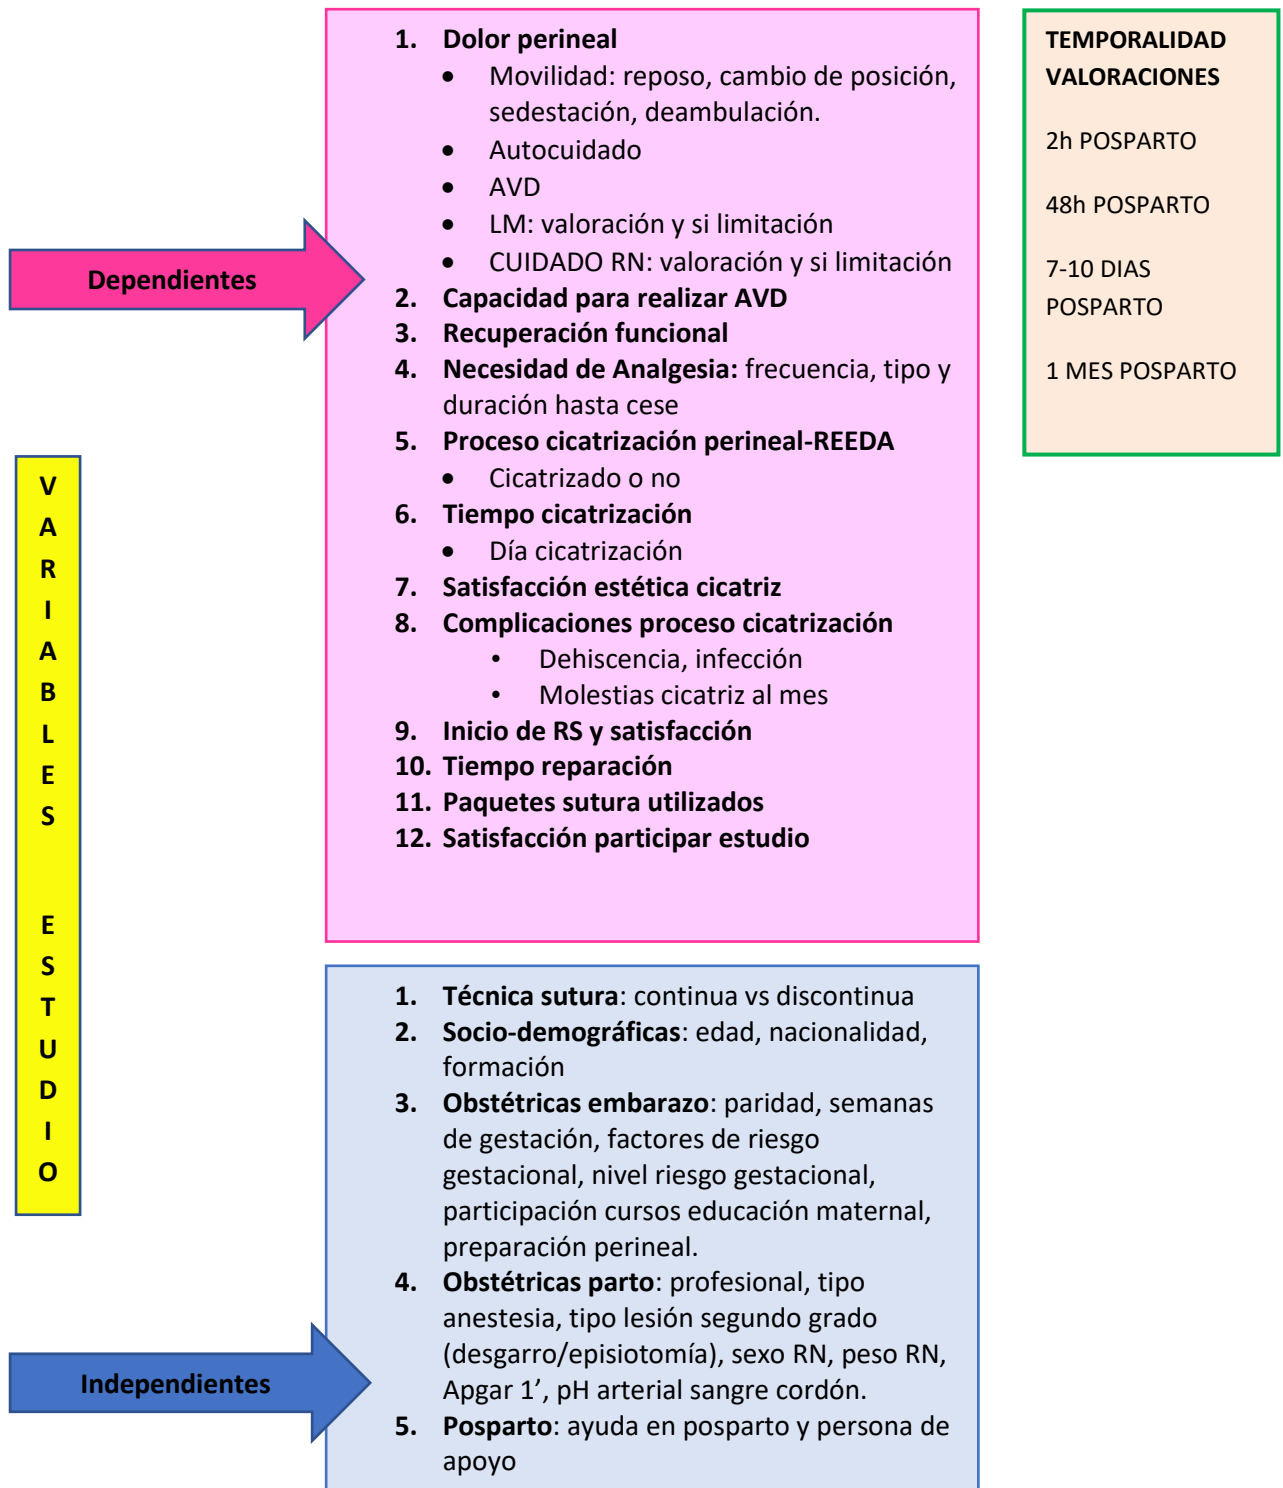 1. Dolor perineal
• Movilidad: reposo, cambio de posición,
sedestación, deambulación.
• Autocuidado
• AVD
• LM: valoración y si limitación
• CUIDADO RN: valoración y si limitación
2. Capacidad para realizar AVD
3. Recuperación funcional
4. Necesidad de Analgesia: frecuencia, tipo y
duración hasta cese
5. Proceso cicatrización perineal-REEDA
• Cicatrizado o no
6. Tiempo cicatrización
• Día cicatrización
7. Satisfacción estética cicatriz
8. Complicaciones proceso cicatrización
• Dehiscencia, infección
• Molestias cicatriz al mes
9. Inicio de RS y satisfacción
10. Tiempo reparación
11. Paquetes sutura utilizados
12. Satisfacción participar estudio
TEMPORALIDAD
VALORACIONES
2h POSPARTO
48h POSPARTO
7-10 DIAS
POSPARTO
1 MES POSPARTO
Dependientes
V
A
R
I
A
B
L
E
S
E
S
T
U
D
I
O
1. Técnica sutura: continua vs discontinua
2. Socio-demográficas: edad, nacionalidad,
formación
3. Obstétricas embarazo: paridad, semanas
de gestación, factores de riesgo
gestacional, nivel riesgo gestacional,
participación cursos educación maternal,
preparación perineal.
4. Obstétricas parto: profesional, tipo
anestesia, tipo lesión segundo grado
(desgarro/episiotomía), sexo RN, peso RN,
Apgar 1’, pH arterial sangre cordón.
5. Posparto: ayuda en posparto y persona de
apoyo
Independientes